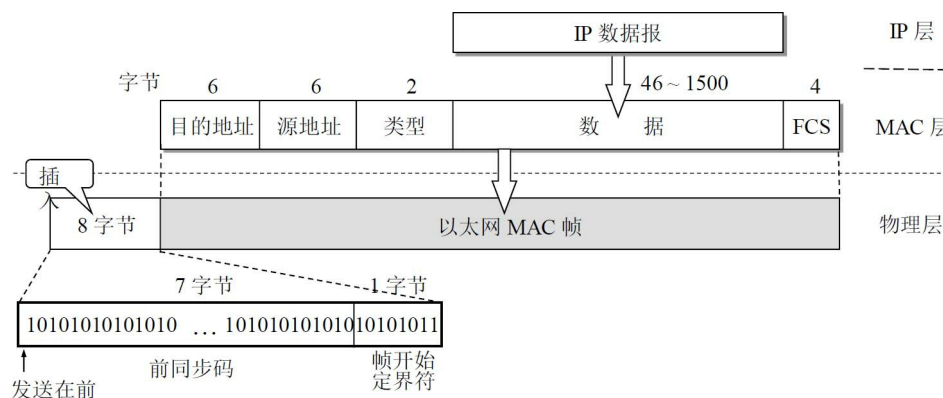 IP 数据报
IP 层
字节
6
6
2
46 ~ 1500
4
目的地址
源地址
类型
数 据
FCS
MAC 层
插入
8 字节
以太网 MAC 帧
物理层
7 字节
1 字节
10101010101010 ... 101010101010
10101011
前同步码
帧开始
定界符
发送在前